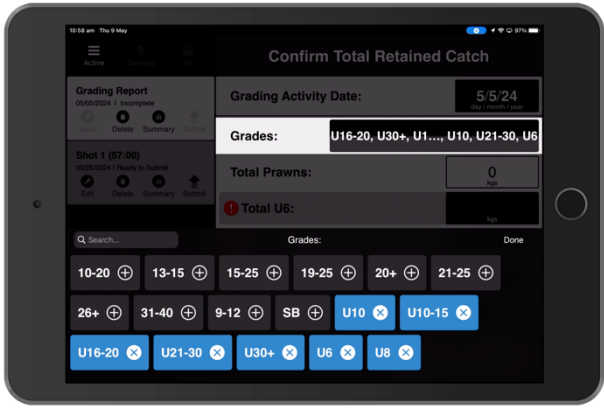 10:58 am Thu 9 May
97%
Active
Sending
All
Confirm Total Retained Catch
Grading Report
05/05/2024 | Incomplete
Delete Summary Submit
Shot 1 (57:00)
05/05/2024 | Ready to Submit
Edit Delete Summary Submit
Grading Activity Date:
5/5/24
day / month / year
Grades:
U16-20, U30+, U1..., U10, U21-30, U6
Total Prawns:
0
kgs
Total U6:
kgs
Search...
Grades:
Done
10-20 13-15 15-25 19-25 20+ 21-25
26+ 31-40 9-12 SB U10 U10-15
U16-20 U21-30 U30+ U6 U8